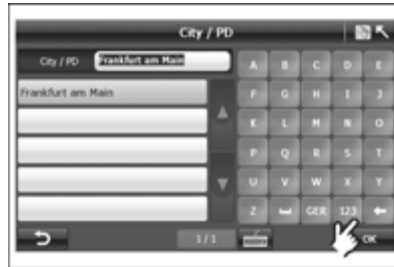 City / PD
City / PD Frankfurt am Main
Frankfurt am Main
A B C D E
F G H I J
K L M N O
P Q R S T
U V W X Y
Z GER 123
1/1 OK